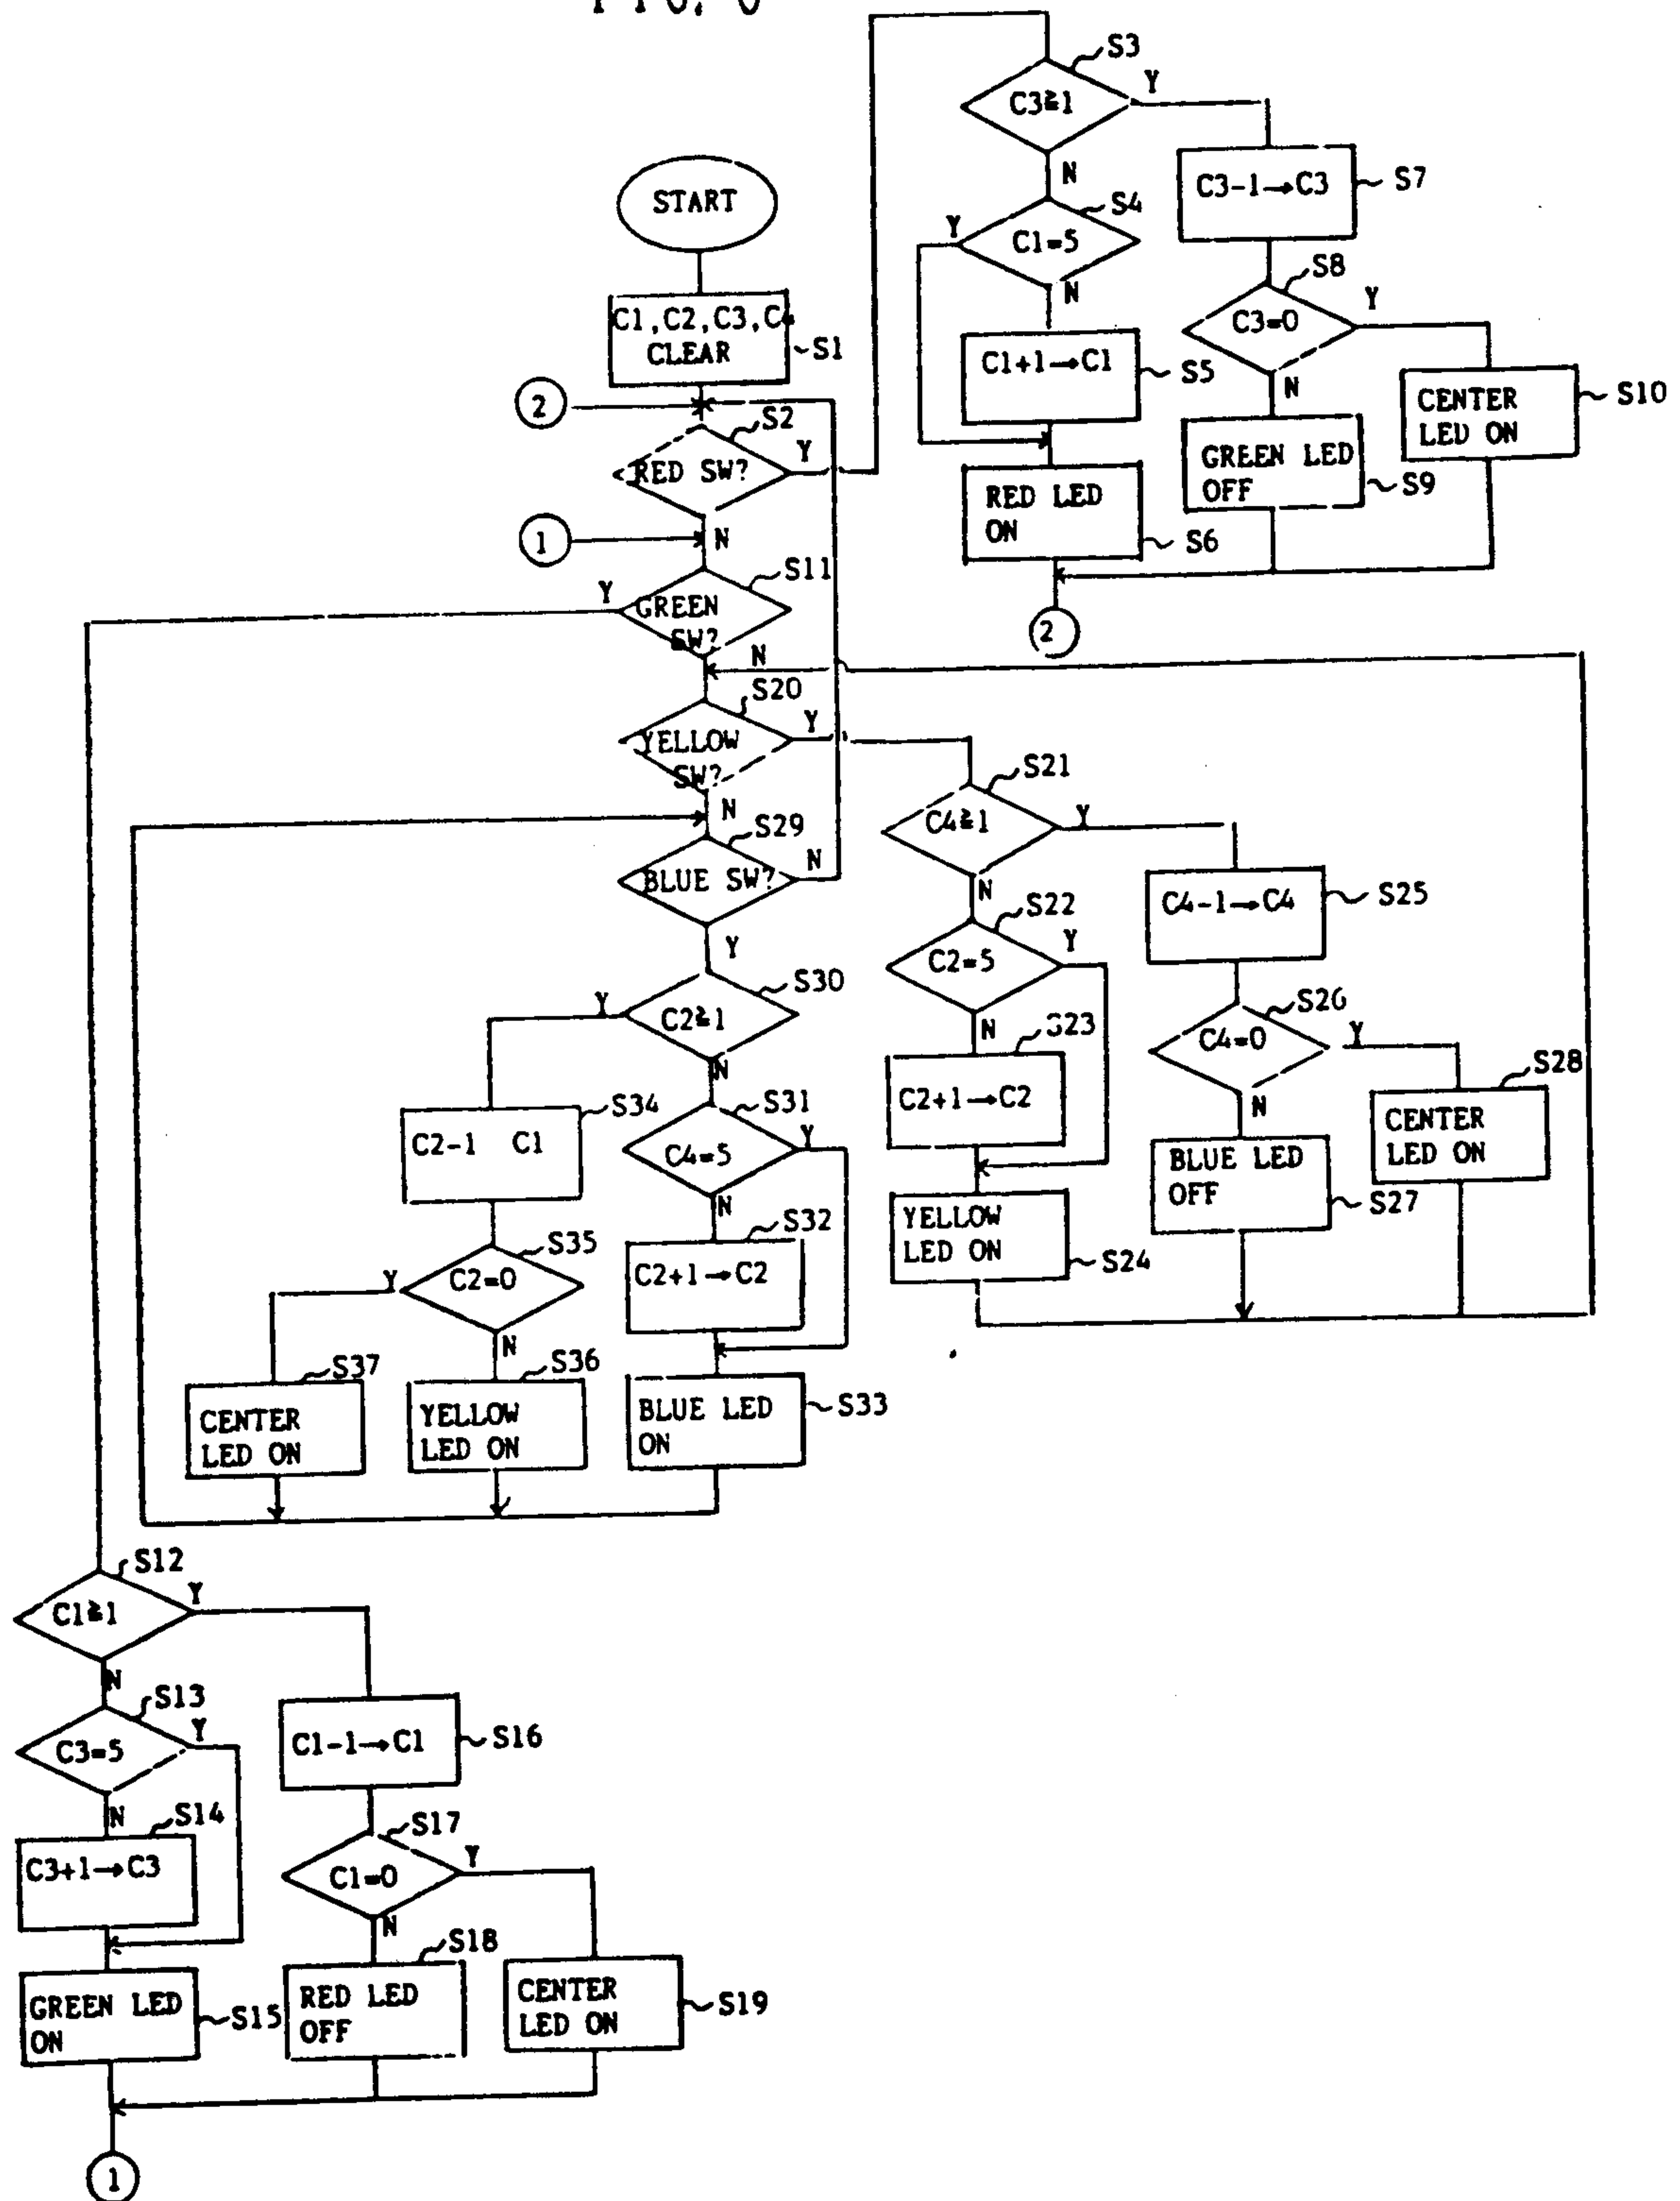 START
C1,C2,C3,C4
CLEAR
S1
2
S2
RED SW?
Y
N
1
S11
Y
GREEN
SW?
N
S20
YELLOW
SW?
Y
N
S29
BLUE SW?
N
Y
S3
C3≧1
Y
N
S4
Y
C1=5
N
C1+1→C1
S5
RED LED
ON
S6
2
C3-1→C3
S7
S8
C3=0
Y
N
GREEN LED
OFF
S9
CENTER
LED ON
S10
S21
C4≧1
Y
N
S22
C2=5
Y
N
S23
C2+1→C2
YELLOW
LED ON
S24
C4-1→C4
S25
S26
C4=0
Y
N
BLUE LED
OFF
S27
S28
CENTER
LED ON
S30
Y
C2≧1
N
S31
C4=5
Y
N
S32
C2+1→C2
BLUE LED
ON
S33
S34
C2-1 C1
S35
Y
C2=0
N
S36
YELLOW
LED ON
S37
CENTER
LED ON
S12
C1≧1
Y
N
S13
C3=5
Y
N
S14
C3+1→C3
GREEN LED
ON
S15
C1-1→C1
S16
S17
C1=0
Y
N
S18
RED LED
OFF
CENTER
LED ON
S19
1